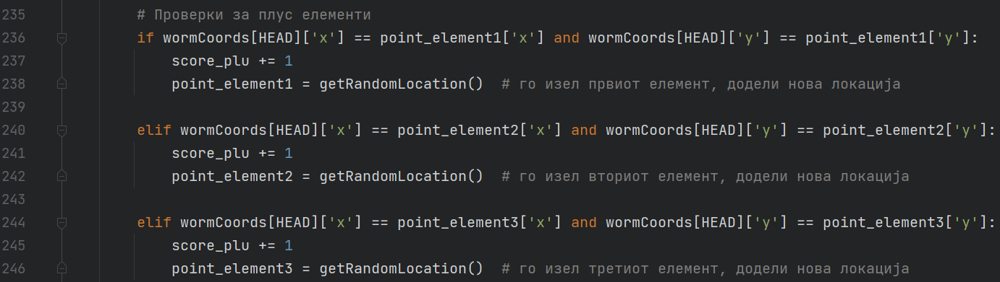 235 # Проверки за плус елементи
236 if wormCoords[HEAD]['x'] == point_element1['x'] and wormCoords[HEAD]['y'] == point_element1['y']:
237 score_plu += 1
238 point_element1 = getRandomLocation() # го изел првиот елемент, додели нова локација
239
240 elif wormCoords[HEAD]['x'] == point_element2['x'] and wormCoords[HEAD]['y'] == point_element2['y']:
241 score_plu += 1
242 point_element2 = getRandomLocation() # го изел вториот елемент, додели нова локација
243
244 elif wormCoords[HEAD]['x'] == point_element3['x'] and wormCoords[HEAD]['y'] == point_element3['y']:
245 score_plu += 1
246 point_element3 = getRandomLocation() # го изел третиот елемент, додели нова локација